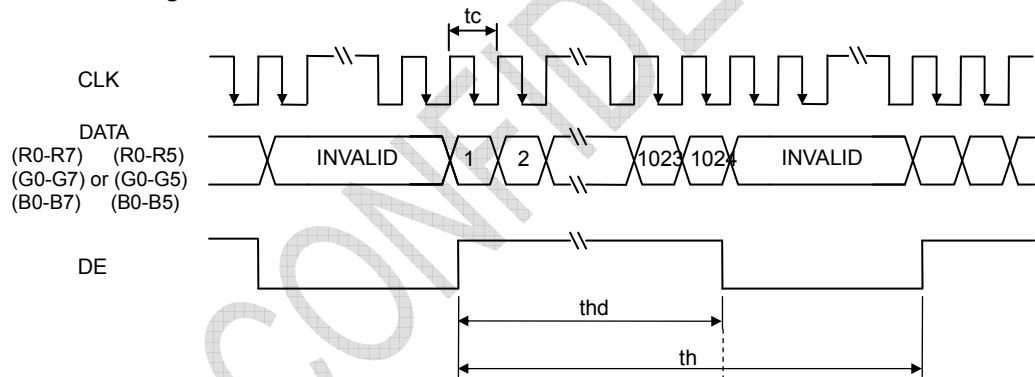 tc
CLK
DATA
(R0-R7) (R0-R5)
(G0-G7) or (G0-G5)
(B0-B7) (B0-B5)
INVALID 1 2 1023 1024 INVALID
DE
thd
th